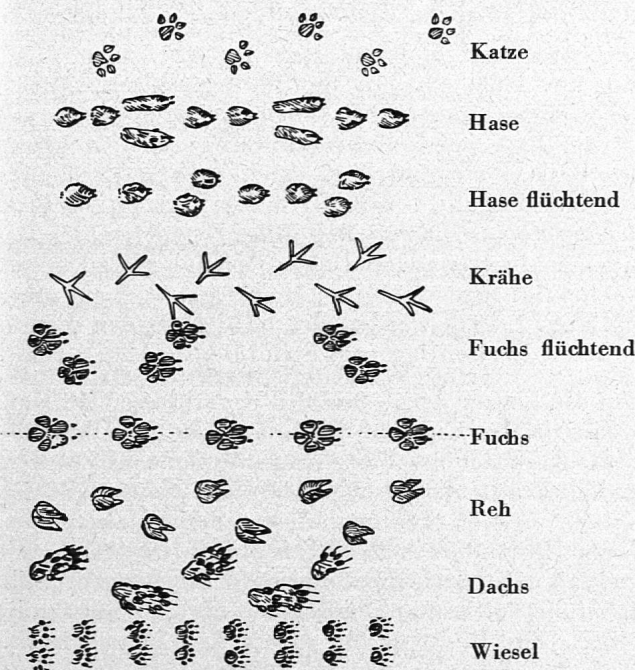 Katze
Hase
Hase flüchtend
Krähe
Fuchs flüchtend
Fuchs
Reh
Dachs
Wiesel